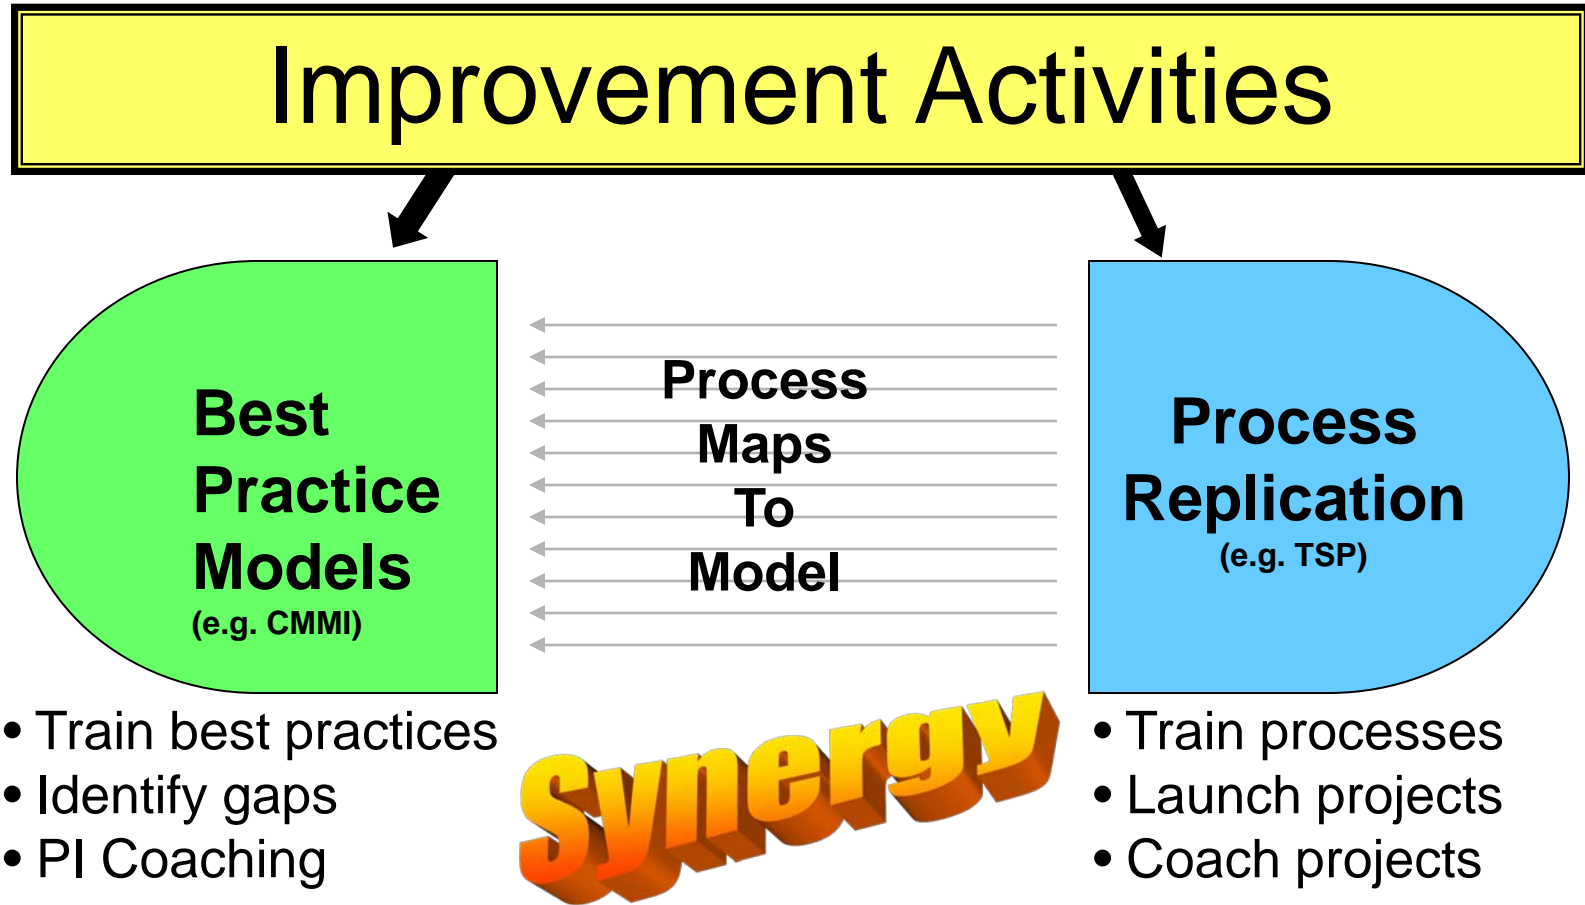 Improvement Activities
Best
Practice
Models
(e.g. CMMI)
Process
Maps
To
Model
Process
Replication
(e.g. TSP)
• Train best practices
• Identify gaps
• PI Coaching
Synergy
• Train processes
• Launch projects
• Coach projects